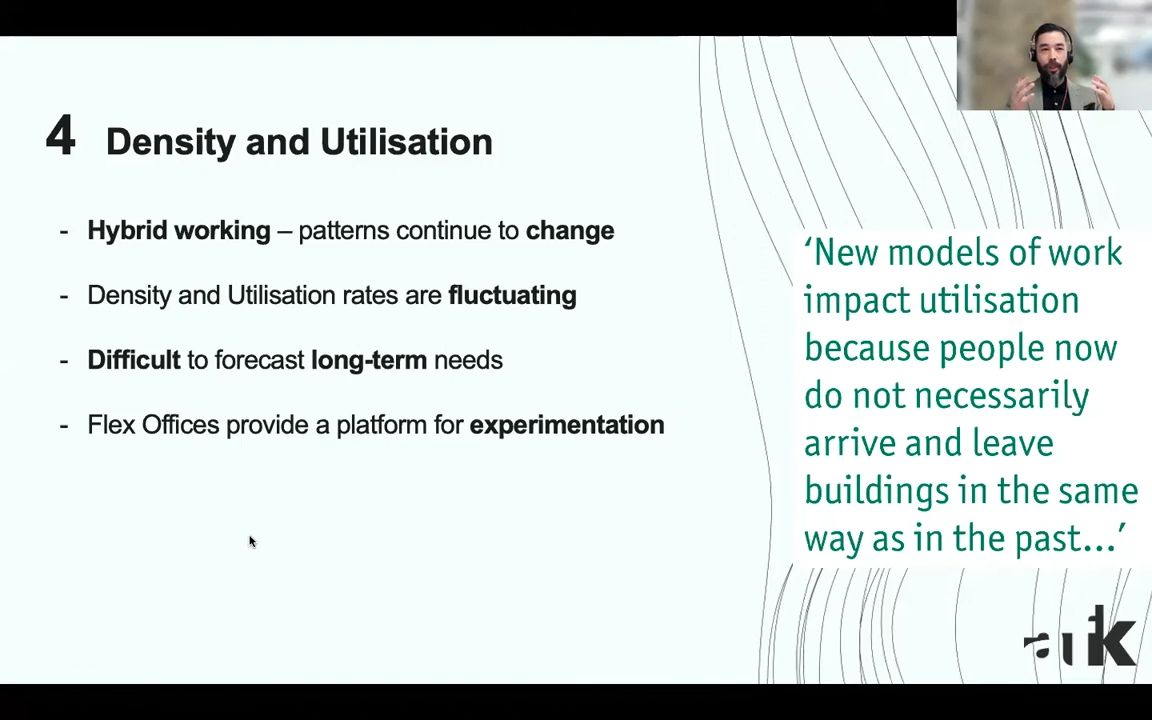 4 Density and Utilisation
- Hybrid working – patterns continue to change
- Density and Utilisation rates are fluctuating
- Difficult to forecast long-term needs
- Flex Offices provide a platform for experimentation
‘New models of work
impact utilisation
because people now
do not necessarily
arrive and leave
buildings in the same
way as in the past...’